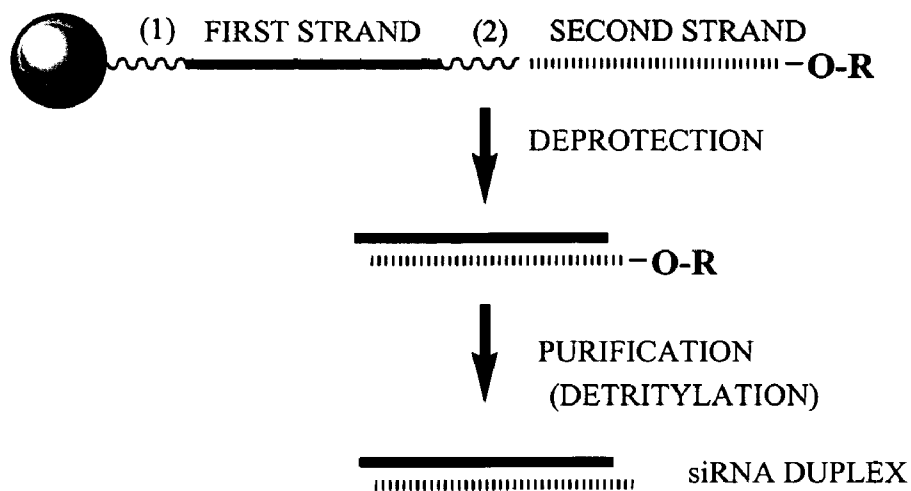 (1) FIRST STRAND (2) SECOND STRAND
-O-R
DEPROTECTION
-O-R
PURIFICATION
(DETRITYLATION)
siRNA DUPLEX